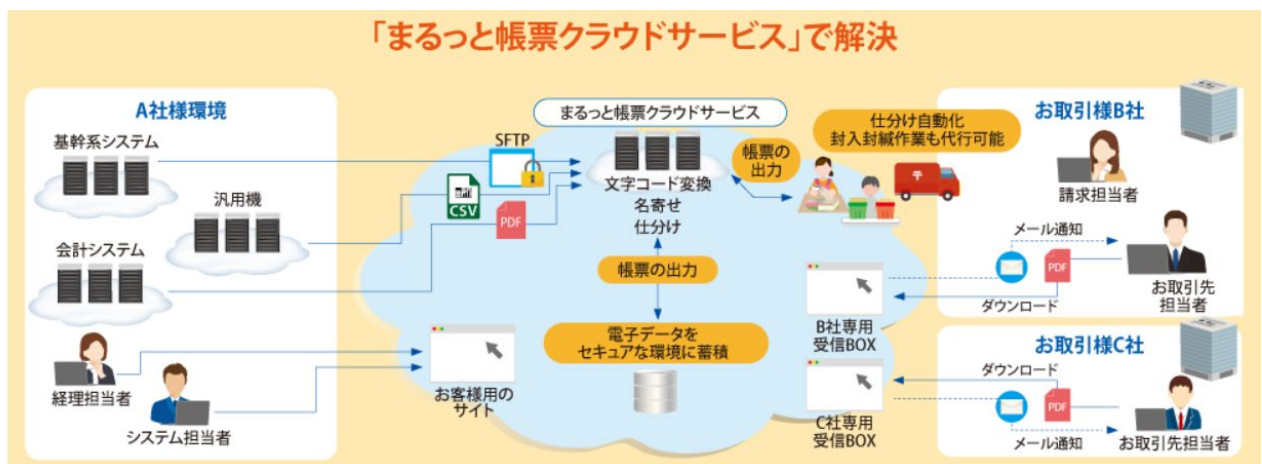 「まるっと帳票クラウドサービス」で解決
A社様環境
基幹系システム
汎用機
会計システム
経理担当者
システム担当者
SFTP
CSV
PDF
まるっと帳票クラウドサービス
文字コード変換
名寄せ
仕分け
帳票の
出力
仕分け自動化
封入封緘作業も代行可能
〒
帳票の出力
電子データを
セキュアな環境に蓄積
お客様用の
サイト
B社専用
受信BOX
C社専用
受信BOX
お取引様B社
請求担当者
メール通知
PDF
ダウンロード
お取引先
担当者
お取引様C社
ダウンロード
PDF
メール通知
お取引先担当者